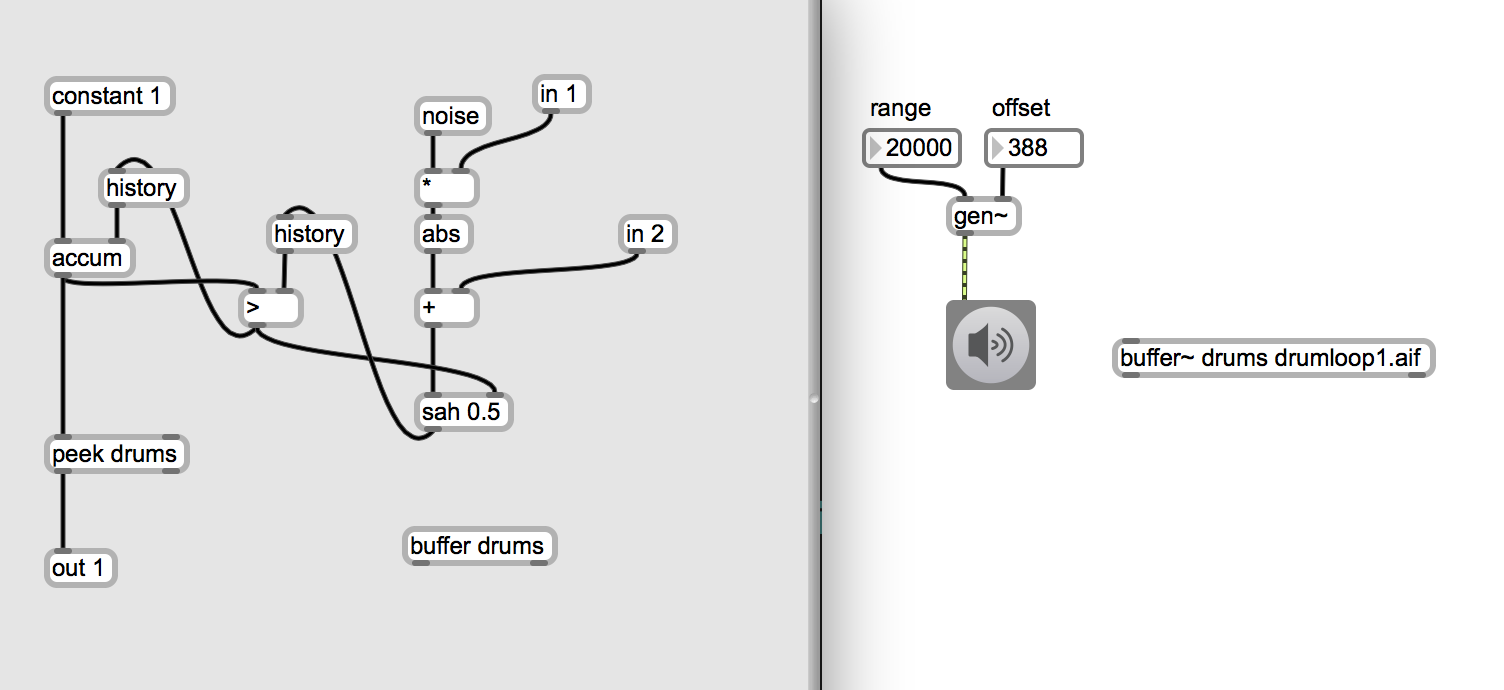 constant 1
in 1
noise
history
*
history
abs
in 2
accum
>
+
sah 0.5
peek drums
buffer drums
out 1
range
offset
20000
388
gen~
buffer~ drums drumloop1.aif